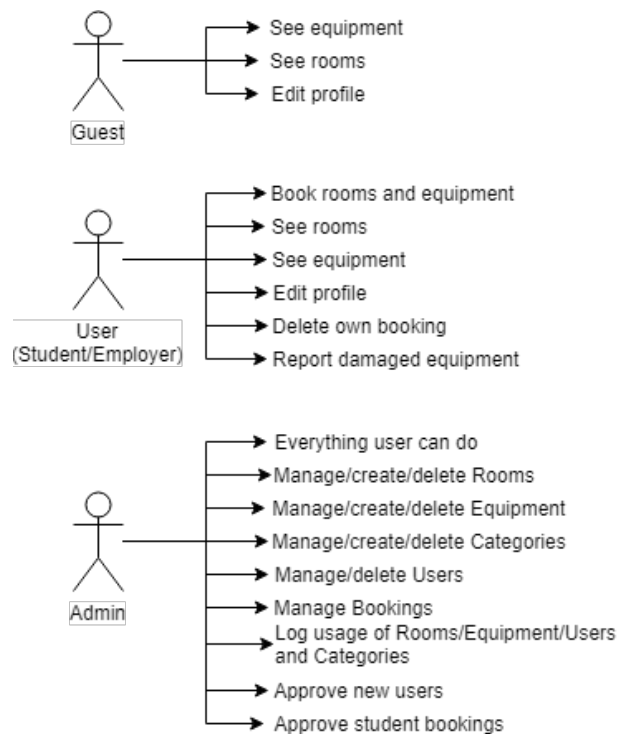 See equipment
See rooms
Edit profile
Guest
Book rooms and equipment
See rooms
See equipment
Edit profile
Delete own booking
Report damaged equipment
User
(Student/Employer)
Everything user can do
Manage/create/delete Rooms
Manage/create/delete Equipment
Manage/create/delete Categories
Manage/delete Users
Manage Bookings
Log usage of Rooms/Equipment/Users
and Categories
Approve new users
Approve student bookings
Admin